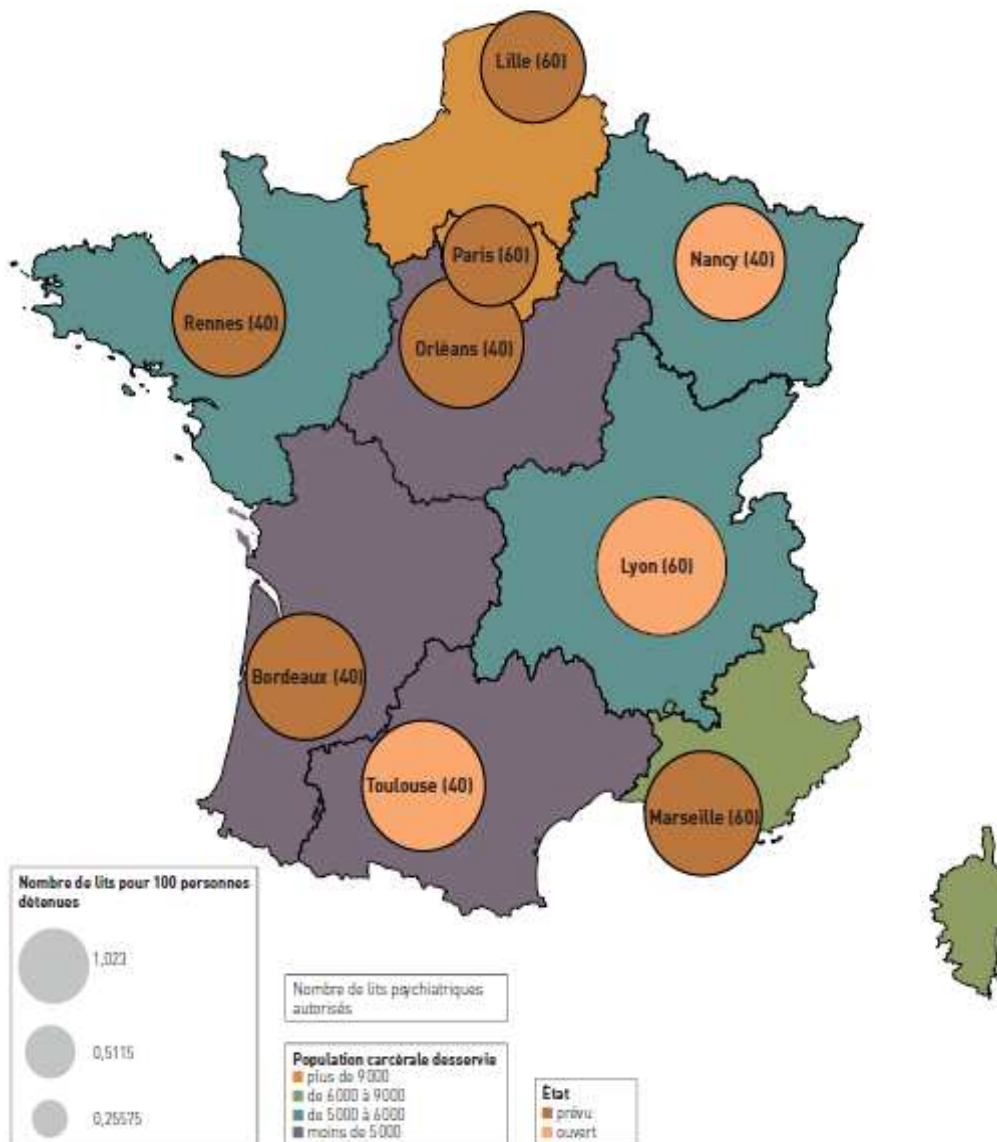 Lille (60)
Paris (60)
Nancy (40)
Rennes (40)
Orléans (40)
Lyon (60)
Bordeaux (40)
Toulouse (40)
Marseille (60)
Nombre de lits pour 100 personnes
détenues
1,023
0,5115
0,25575
Nombre de lits psychiatriques
autorisés
Population carcérale desservie
plus de 9000
de 6000 à 9000
de 5000 à 6000
moins de 5000
État
prévu
ouvert